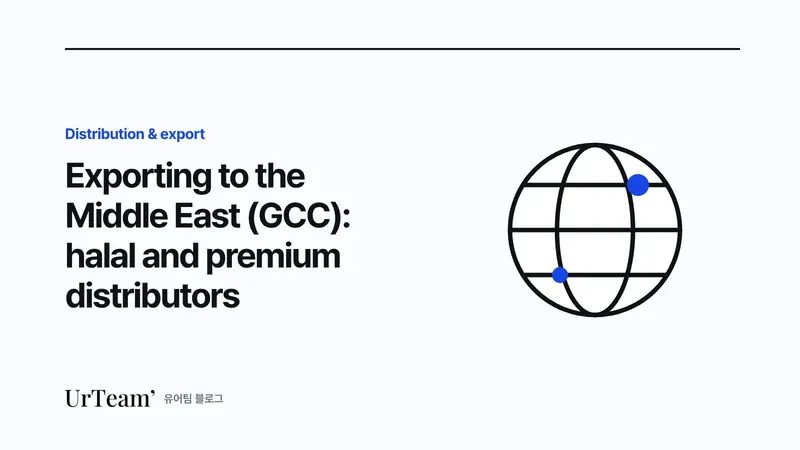 Distribution & export
Exporting to the
Middle East (GCC):
halal and premium
distributors
UrTeam’ 유어팀 블로그